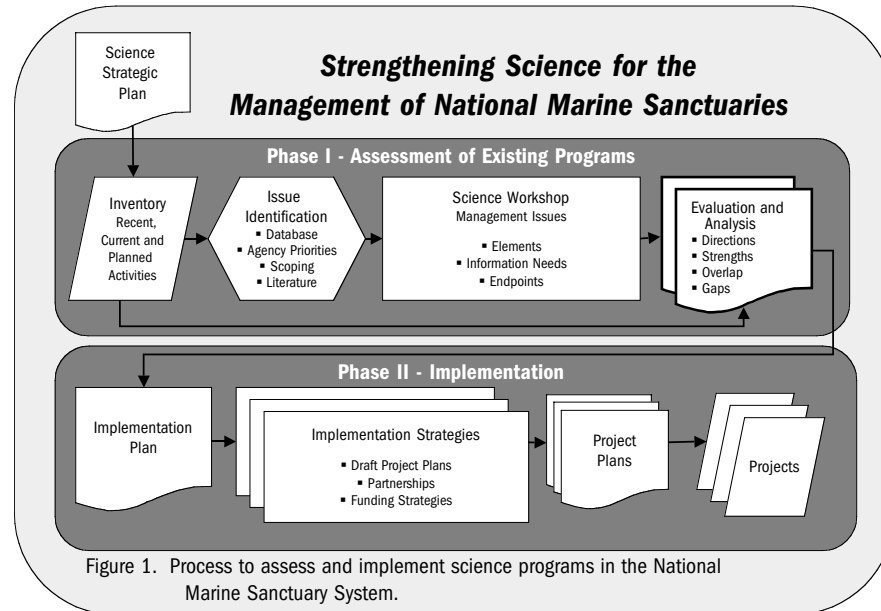 Science
Strategic
Plan
Strengthening Science for the
Management of National Marine Sanctuaries
Phase I - Assessment of Existing Programs
Inventory
Recent,
Current and
Planned
Activities
Issue
Identification
▪ Database
▪ Agency Priorities
▪ Scoping
▪ Literature
Science Workshop
Management Issues
▪ Elements
▪ Information Needs
▪ Endpoints
Evaluation and
Analysis
▪ Directions
▪ Strengths
▪ Overlap
▪ Gaps
Phase II - Implementation
Implementation
Plan
Implementation Strategies
▪ Draft Project Plans
▪ Partnerships
▪ Funding Strategies
Project
Plans
Projects
Figure 1. Process to assess and implement science programs in the National
Marine Sanctuary System.